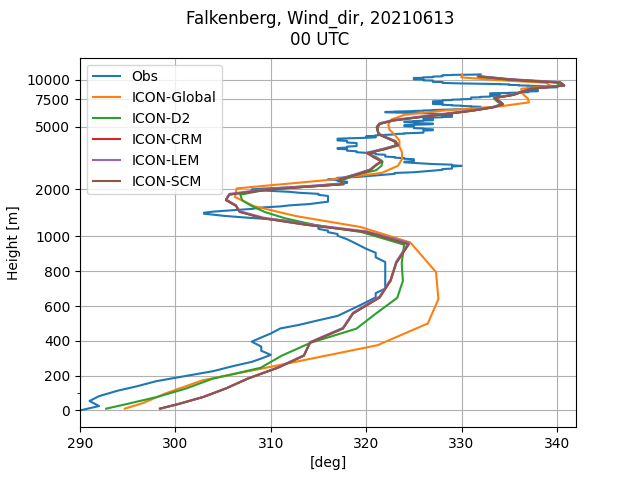 Falkenberg, Wind_dir, 20210613
00 UTC
Obs
ICON-Global
ICON-D2
ICON-CRM
ICON-LEM
ICON-SCM
10000
7500
5000
2000
1000
800
600
400
200
0
Height [m]
290 300 310 320 330 340
[deg]